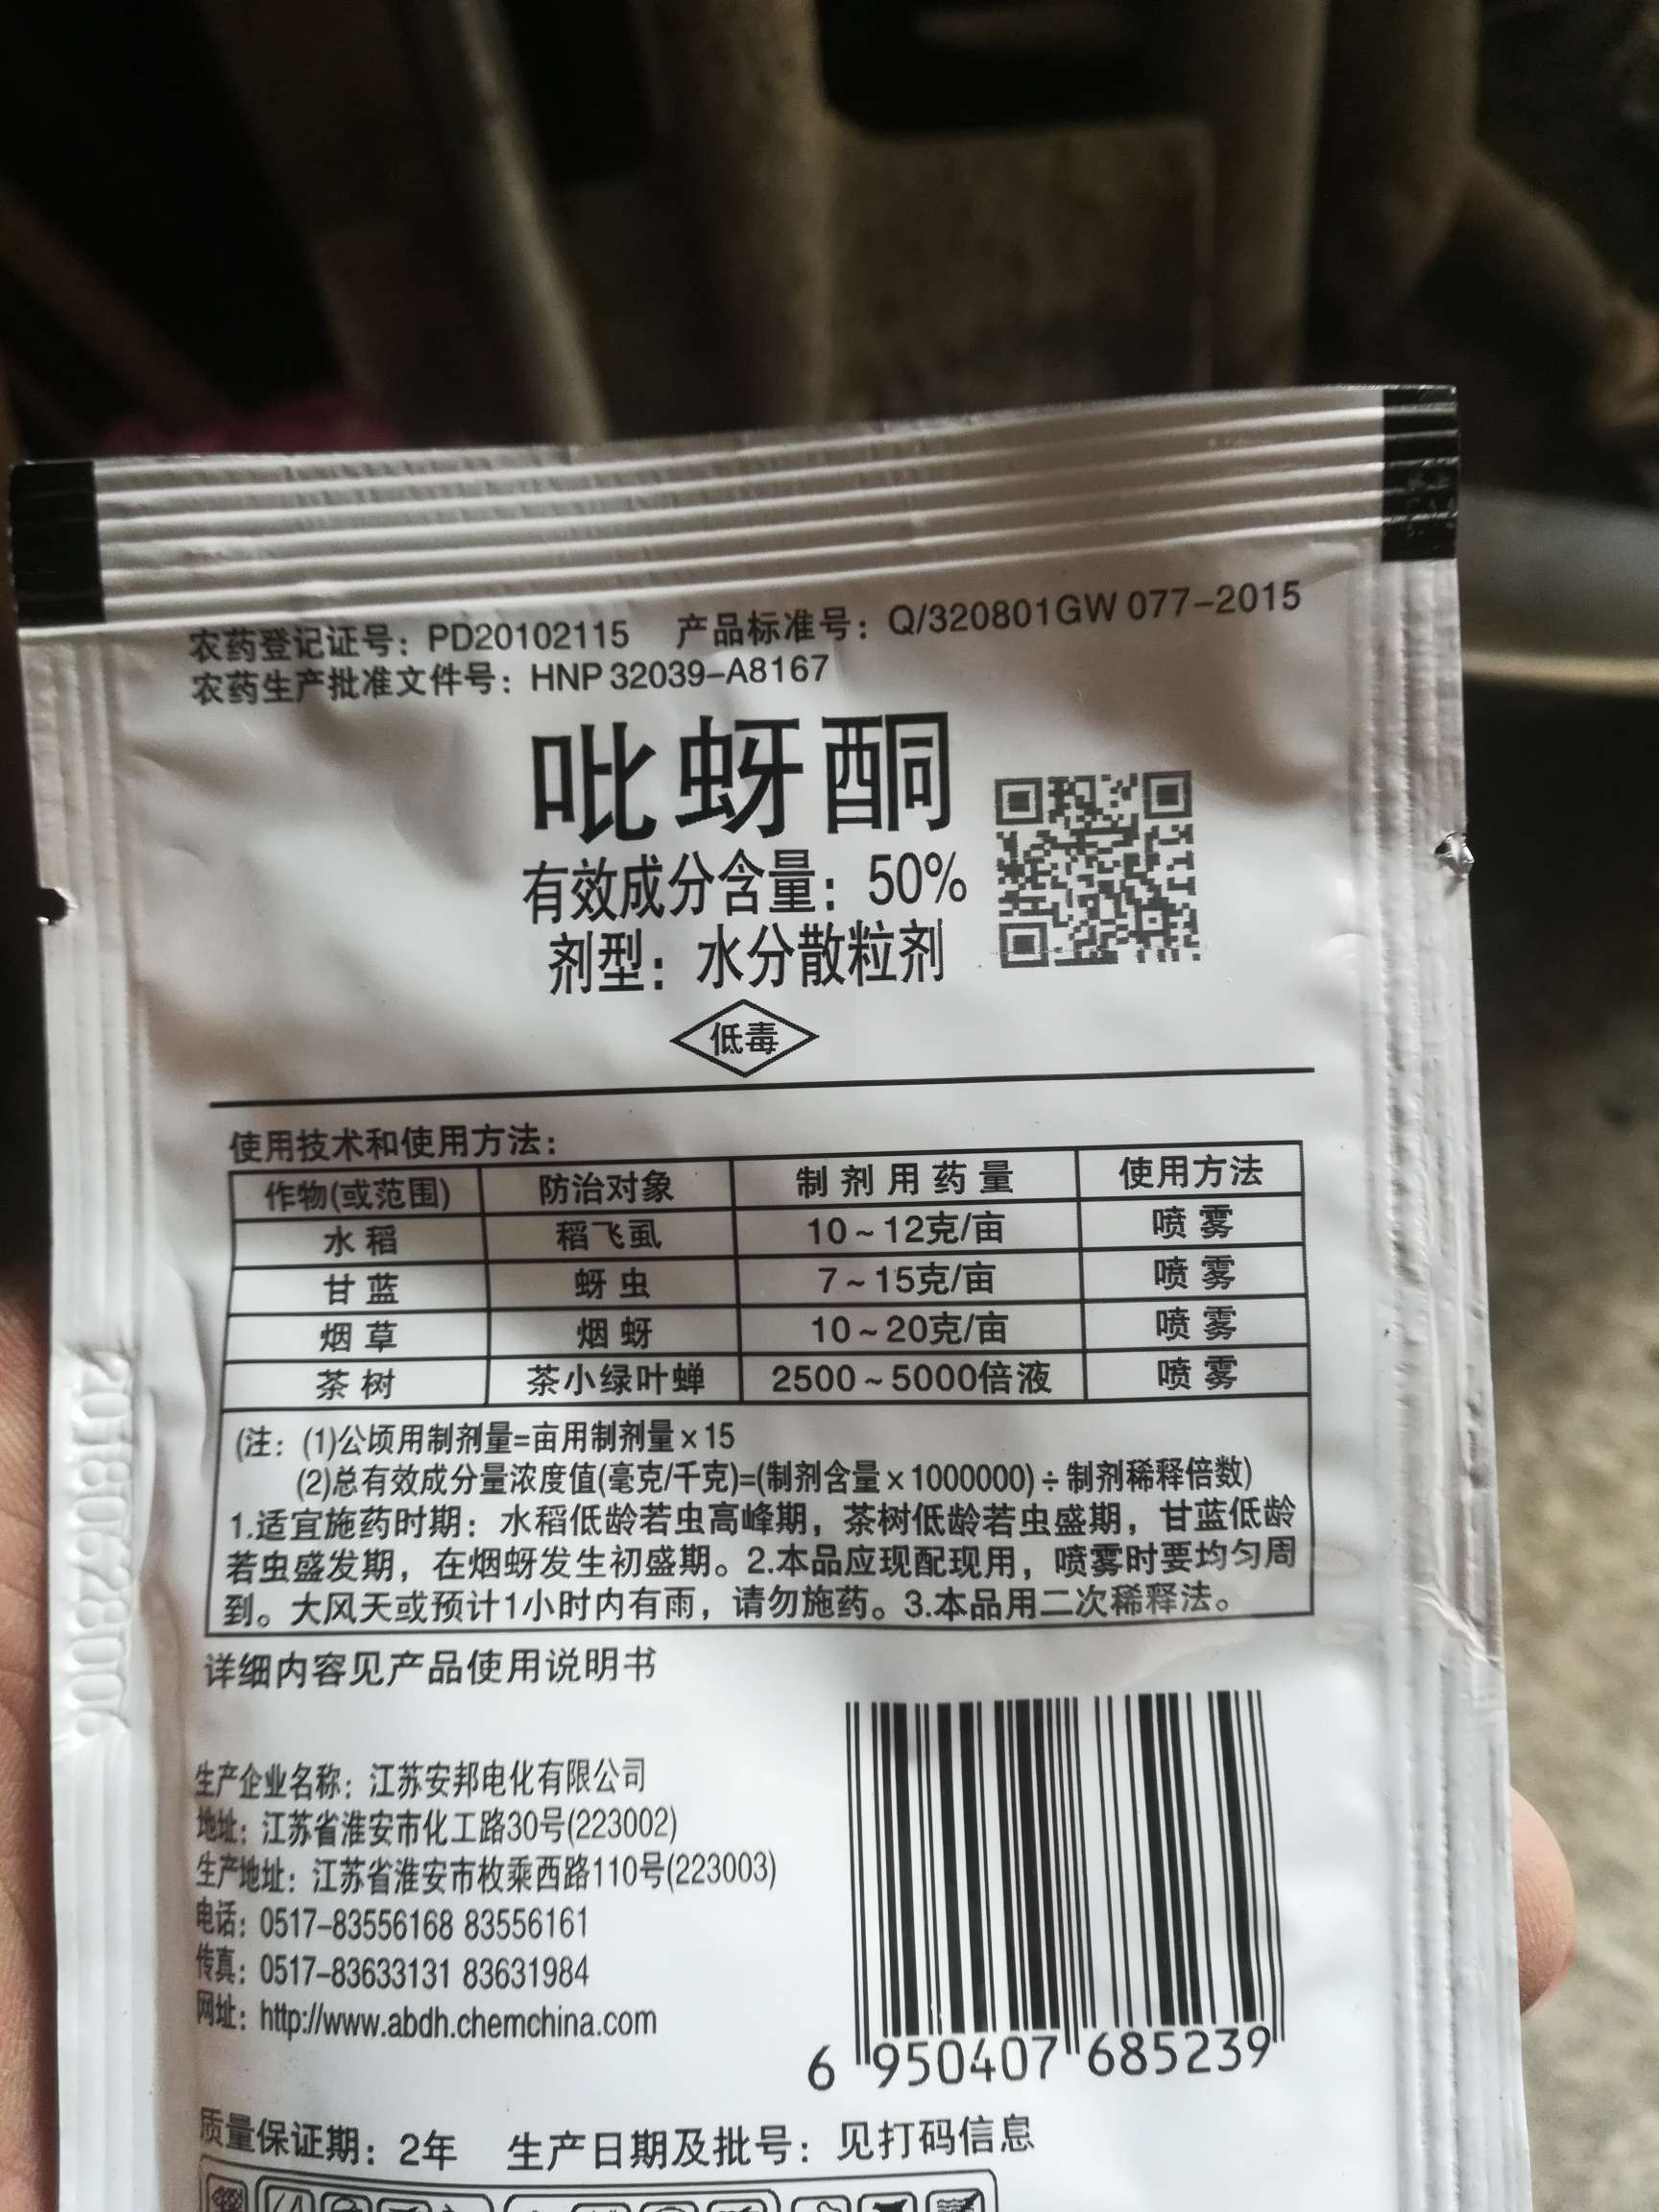 农药登记证号：PD20102115 产品标准号：Q/320801GW 077-2015
农药生产批准文件号：HNP 32039-A8167
吡蚜酮
有效成分含量：50%
剂型：水分散粒剂
低毒
使用技术和使用方法：
作物(或范围) 防治对象 制剂用药量 使用方法
水稻 稻飞虱 10~12克/亩 喷雾
甘蓝 蚜虫 7~15克/亩 喷雾
烟草 烟蚜 10~20克/亩 喷雾
茶树 茶小绿叶蝉 2500~5000倍液 喷雾
(注：(1)公顷用制剂量=亩用制剂量×15
(2)总有效成分量浓度值(毫克/千克)=(制剂含量×1000000)÷制剂稀释倍数)
1.适宜施药时期：水稻低龄若虫高峰期，茶树低龄若虫盛期，甘蓝低龄
若虫盛发期，在烟蚜发生初盛期。2.本品应现配现用，喷雾时要均匀周
到。大风天或预计1小时内有雨，请勿施药。3.本品用二次稀释法。
详细内容见产品使用说明书
生产企业名称：江苏安邦电化有限公司
地址：江苏省淮安市化工路30号(223002)
生产地址：江苏省淮安市枚乘西路110号(223003)
电话：0517-83556168 83556161
传真：0517-83633131 83631984
网址：http://www.abdh.chemchina.com
6 950407 685239
质量保证期：2年 生产日期及批号：见打码信息